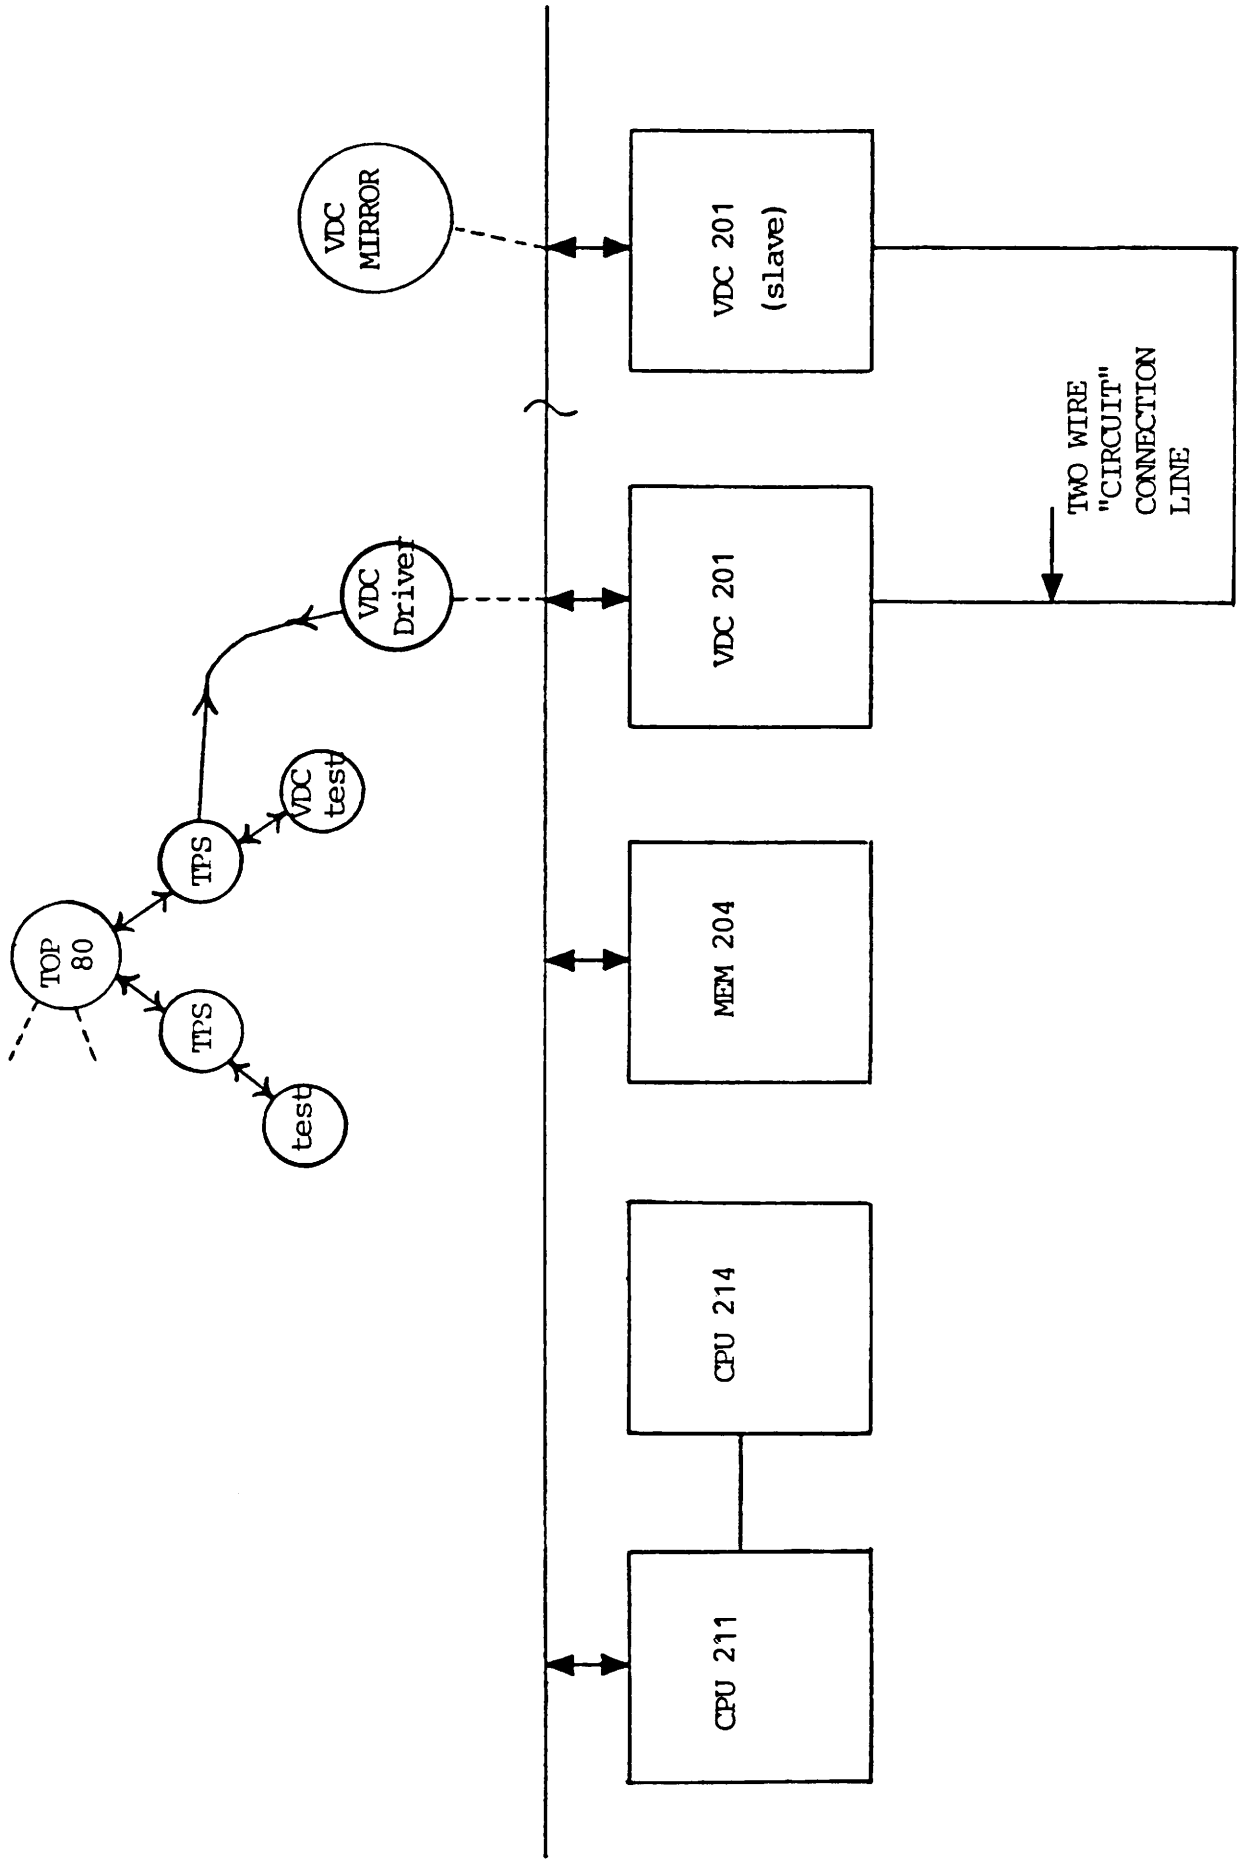 TOP
80
TPS
TPS
test
VDC
test
VDC
Driver
VDC
MIRROR
CPU 211
CPU 214
MEM 204
VDC 201
VDC 201
(slave)
TWO WIRE
"CIRCUIT"
CONNECTION
LINE